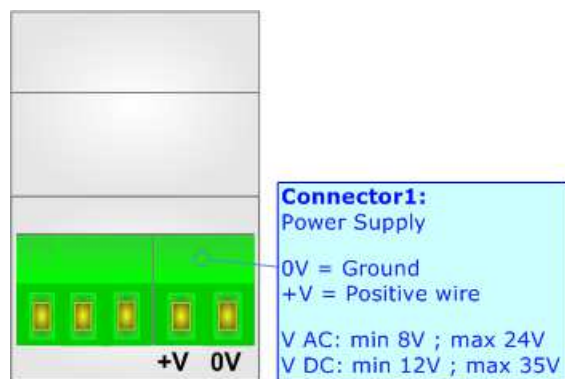 Connector1:
Power Supply
0V = Ground
+V = Positive wire
V AC: min 8V ; max 24V
V DC: min 12V ; max 35V
+V 0V